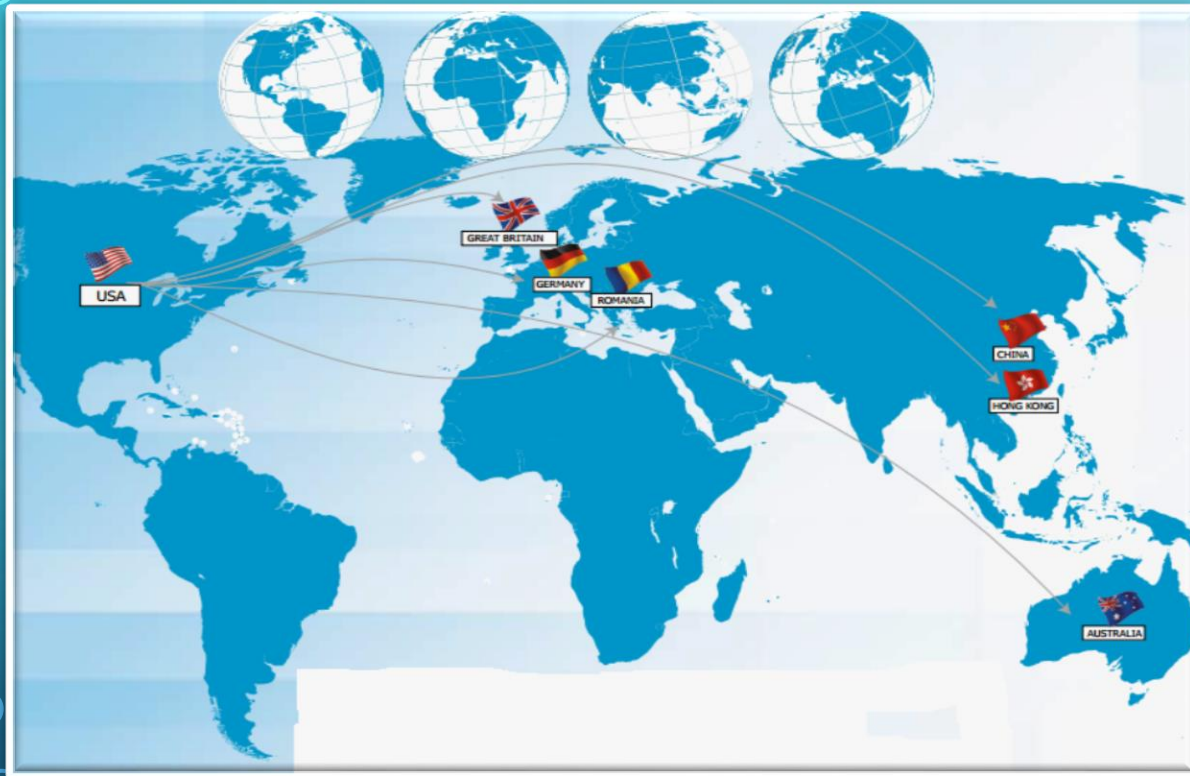 GREAT BRITAIN
USA
GERMANY
ROMANIA
CHINA
HONG KONG
AUSTRALIA